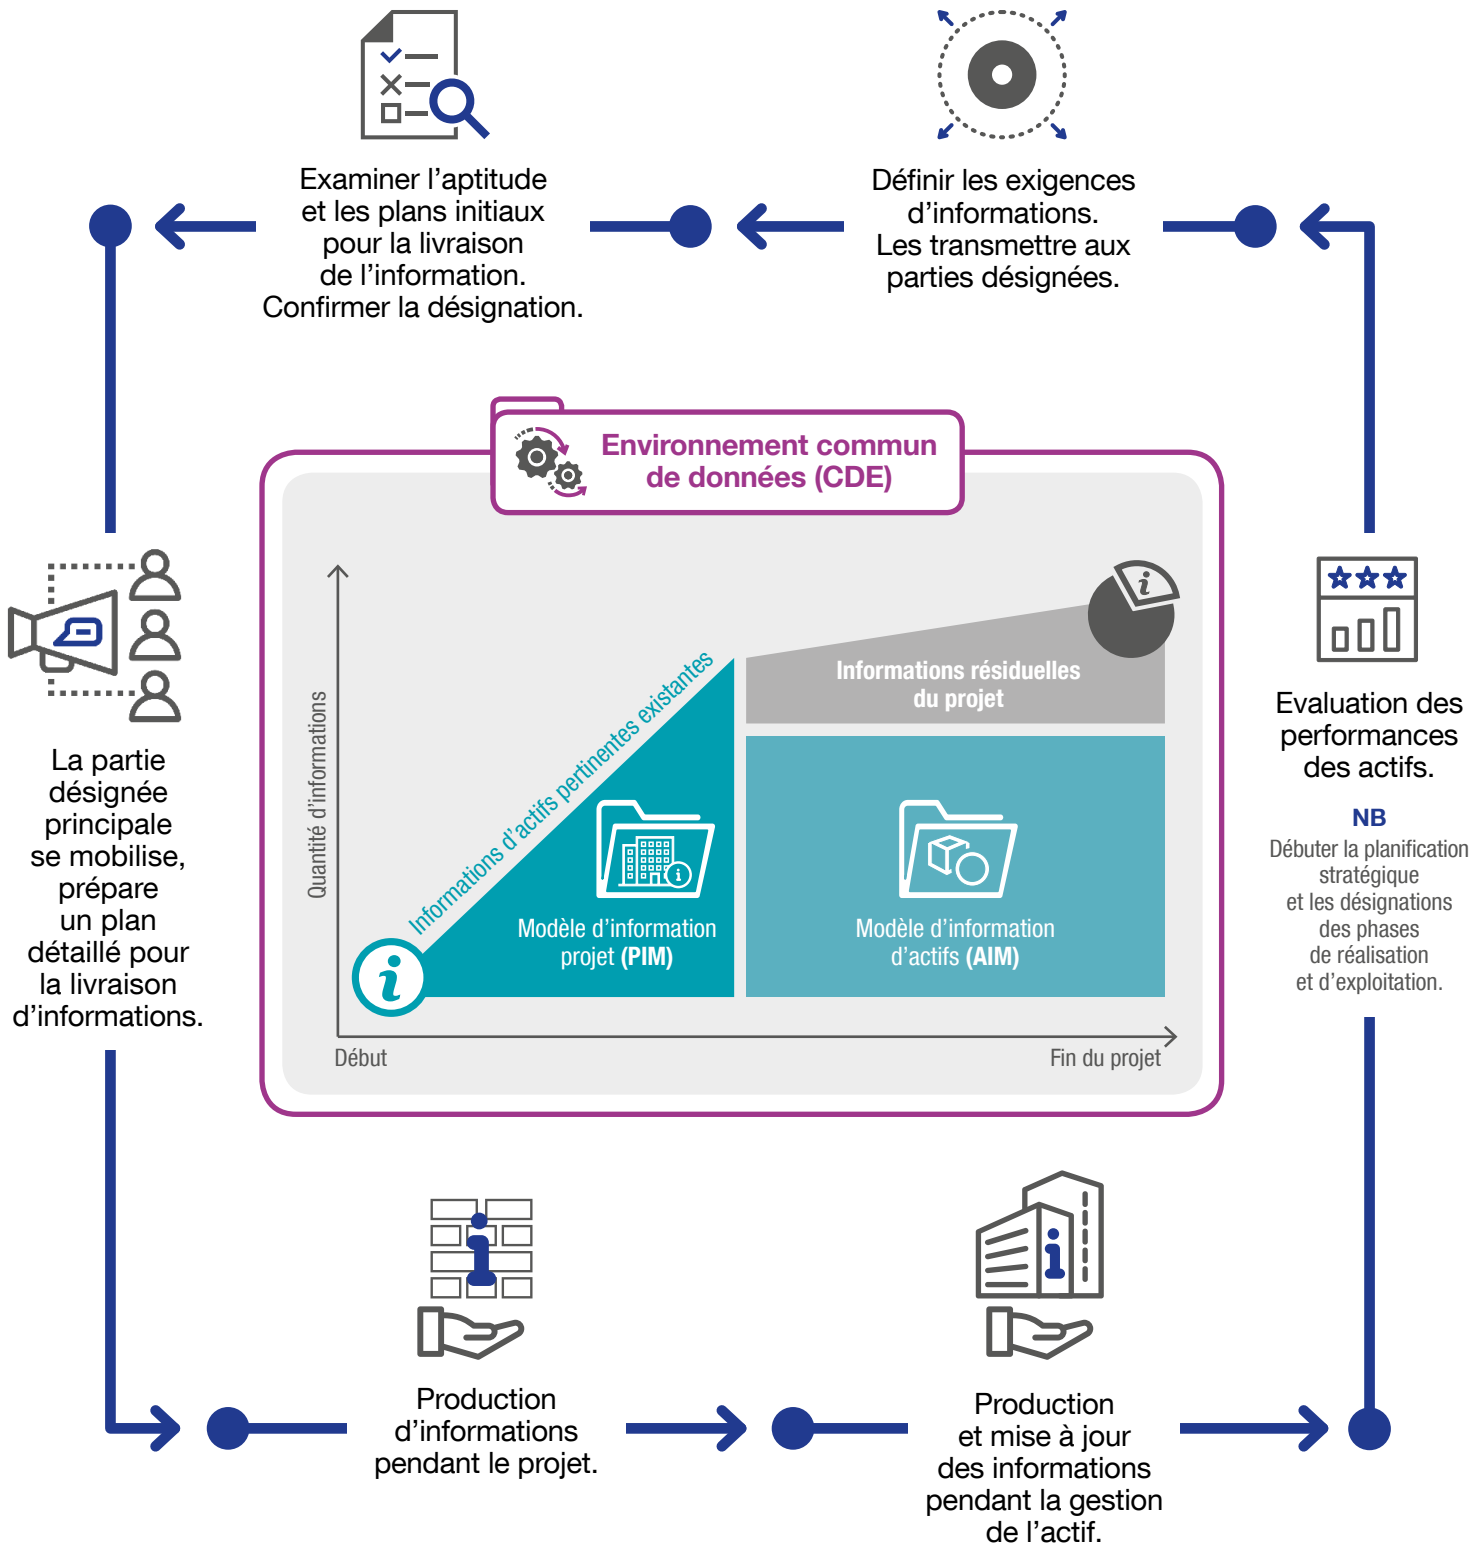 Examiner l’aptitude
et les plans initiaux
pour la livraison
de l’information.
Confirmer la désignation.
Définir les exigences
d’informations.
Les transmettre aux
parties désignées.
Environnement commun
de données (CDE)
Quantité d’informations
Informations d’actifs pertinentes existantes
Informations résiduelles
du projet
Modèle d’information
projet (PIM)
Modèle d’information
d’actifs (AIM)
Début
Fin du projet
La partie
désignée
principale
se mobilise,
prépare
un plan
détaillé pour
la livraison
d’informations.
Evaluation des
performances
des actifs.
NB
Débuter la planification
stratégique
et les désignations
des phases
de réalisation
et d’exploitation.
Production
d’informations
pendant le projet.
Production
et mise à jour
des informations
pendant la gestion
de l’actif.